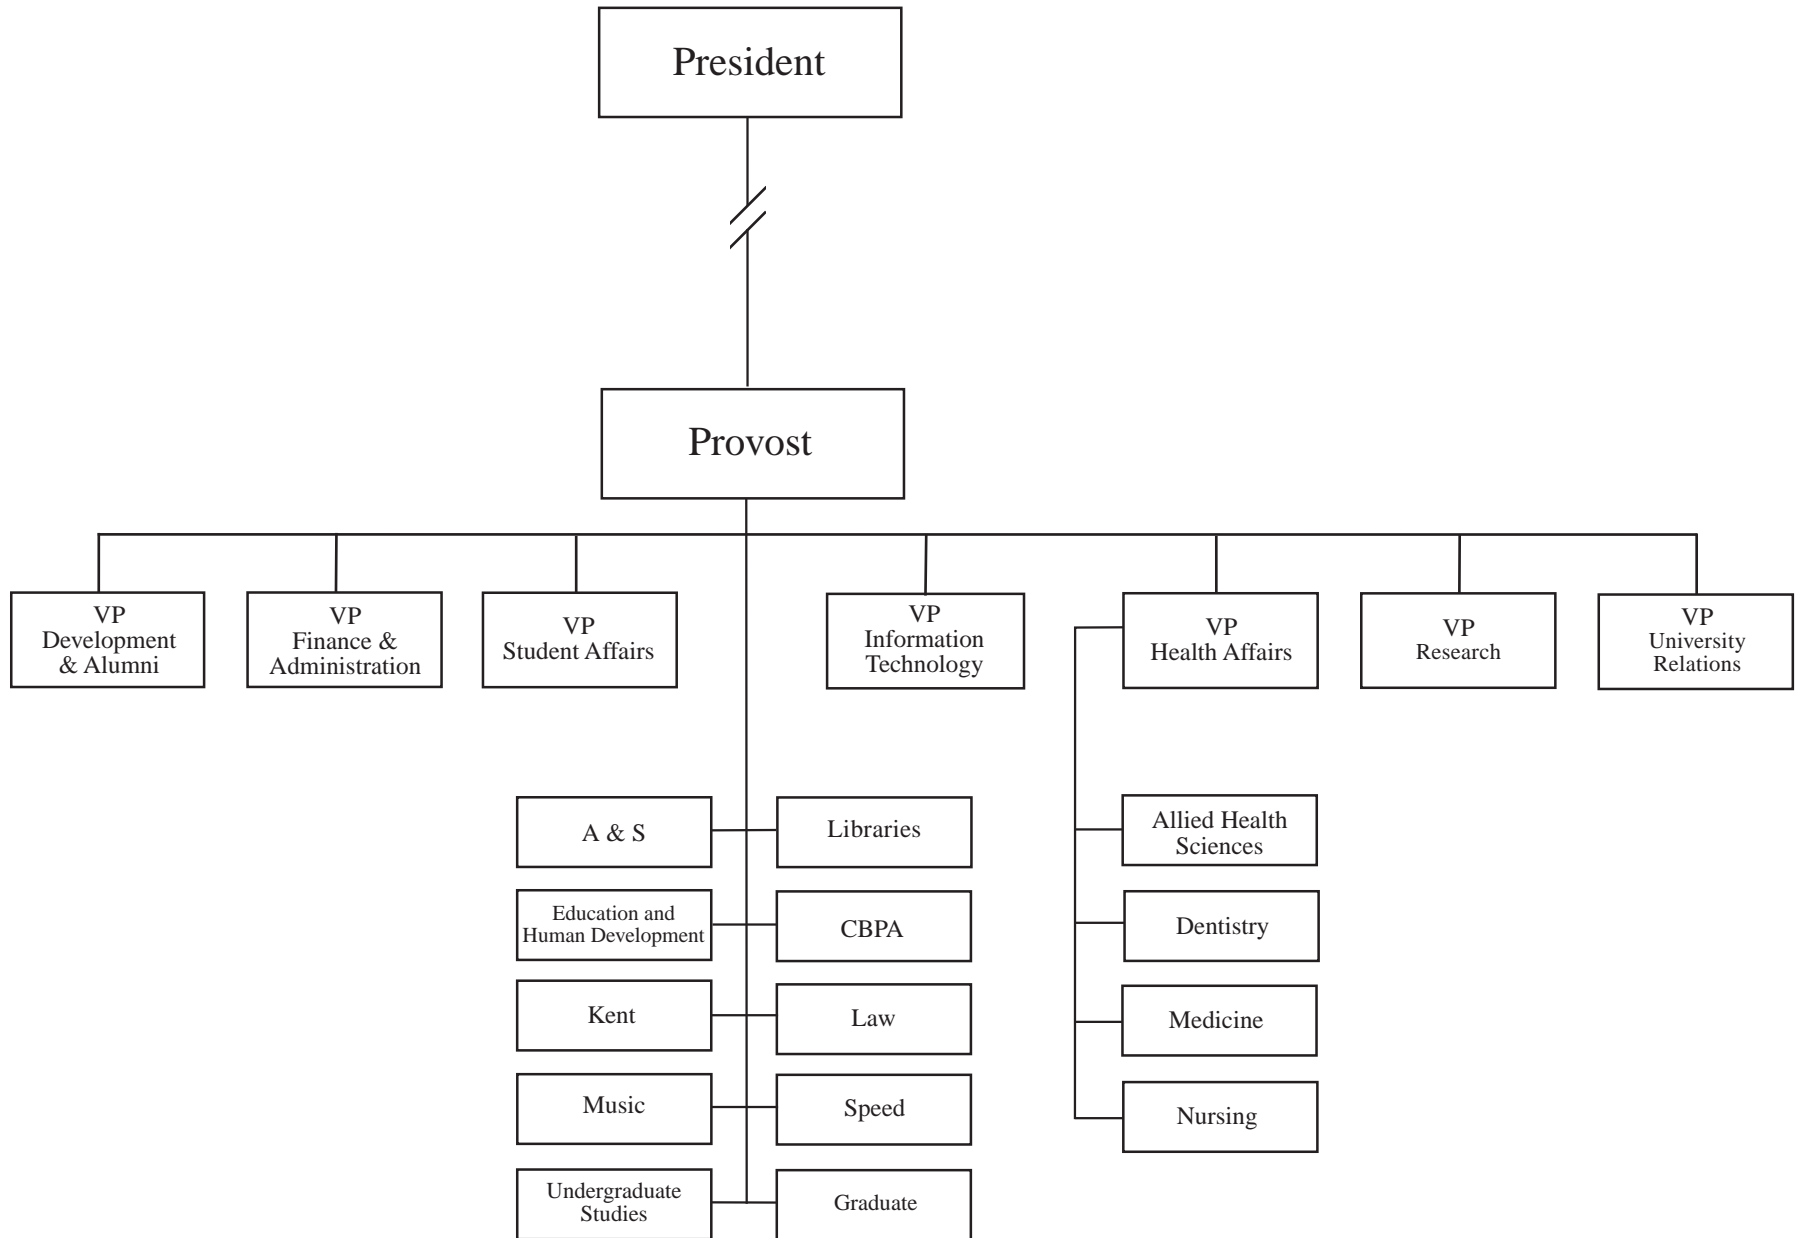 President
Provost
VP
Development
& Alumni
VP
Finance &
Administration
VP
Student Affairs
VP
Information
Technology
VP
Health Affairs
VP
Research
VP
University
Relations
A & S
Libraries
Allied Health
Sciences
Education and
Human Development
CBPA
Dentistry
Kent
Law
Medicine
Music
Speed
Nursing
Undergraduate
Studies
Graduate